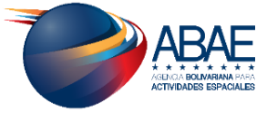 ABAE
AGENCIA BOLIVARIANA PARA
ACTIVIDADES ESPACIALES